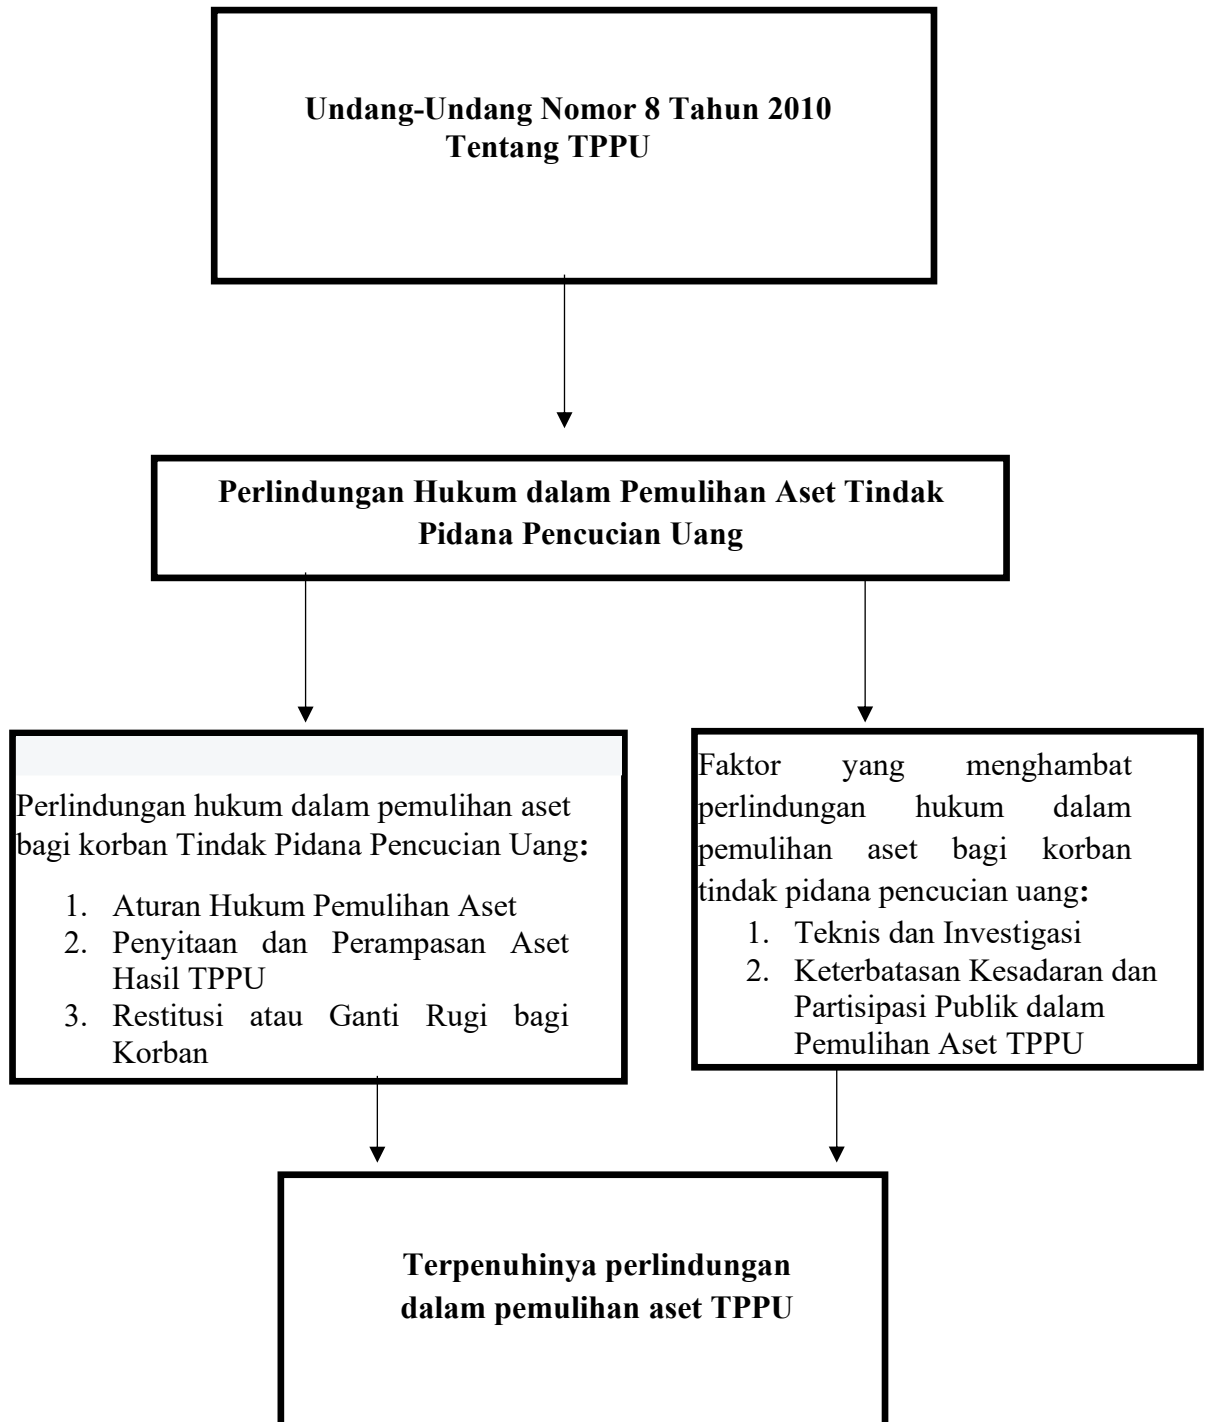 Undang-Undang Nomor 8 Tahun 2010
Tentang TPPU
Perlindungan Hukum dalam Pemulihan Aset Tindak
Pidana Pencucian Uang
Perlindungan hukum dalam pemulihan aset
bagi korban Tindak Pidana Pencucian Uang:
1. Aturan Hukum Pemulihan Aset
2. Penyitaan dan Perampasan Aset
Hasil TPPU
3. Restitusi atau Ganti Rugi bagi
Korban
Faktor yang menghambat
perlindungan hukum dalam
pemulihan aset bagi korban
tindak pidana pencucian uang:
1. Teknis dan Investigasi
2. Keterbatasan Kesadaran dan
Partisipasi Publik dalam
Pemulihan Aset TPPU
Terpenuhinya perlindungan
dalam pemulihan aset TPPU